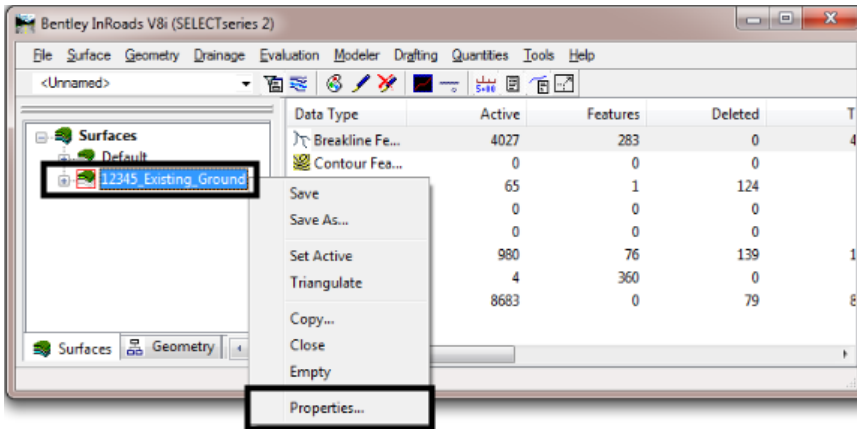 Bentley InRoads V8i (SELECTseries 2)
File Surface Geometry Drainage Evaluation Modeler Drafting Quantities Tools Help
<Unnamed>
Data Type Active Features Deleted T
Surfaces
Default
12345_Existing_Ground
Breakline Fe... 4027 283 0 4
Contour Fea... 0 0 0
65 1 124
0 0 0
0 0 0
980 76 139 1
4 360 0
8683 0 79 8
Save
Save As...
Set Active
Triangulate
Copy...
Close
Empty
Properties...
Surfaces Geometry